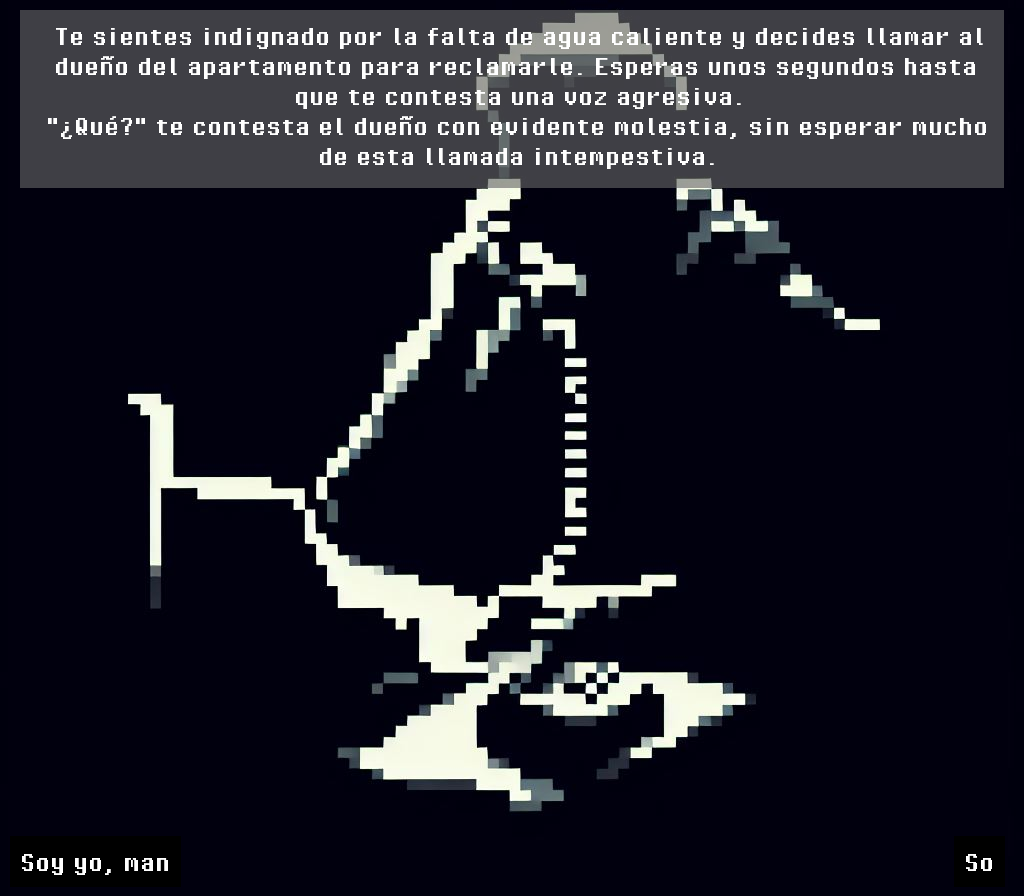 Te sientes indignado por la falta de agua caliente y decides llamar al
dueño del apartamento para reclamarle. Esperas unos segundos hasta
que te contesta una voz agresiva.
"¿Qué?" te contesta el dueño con evidente molestia, sin esperar mucho
de esta llamada intempestiva.
Soy yo, man
So